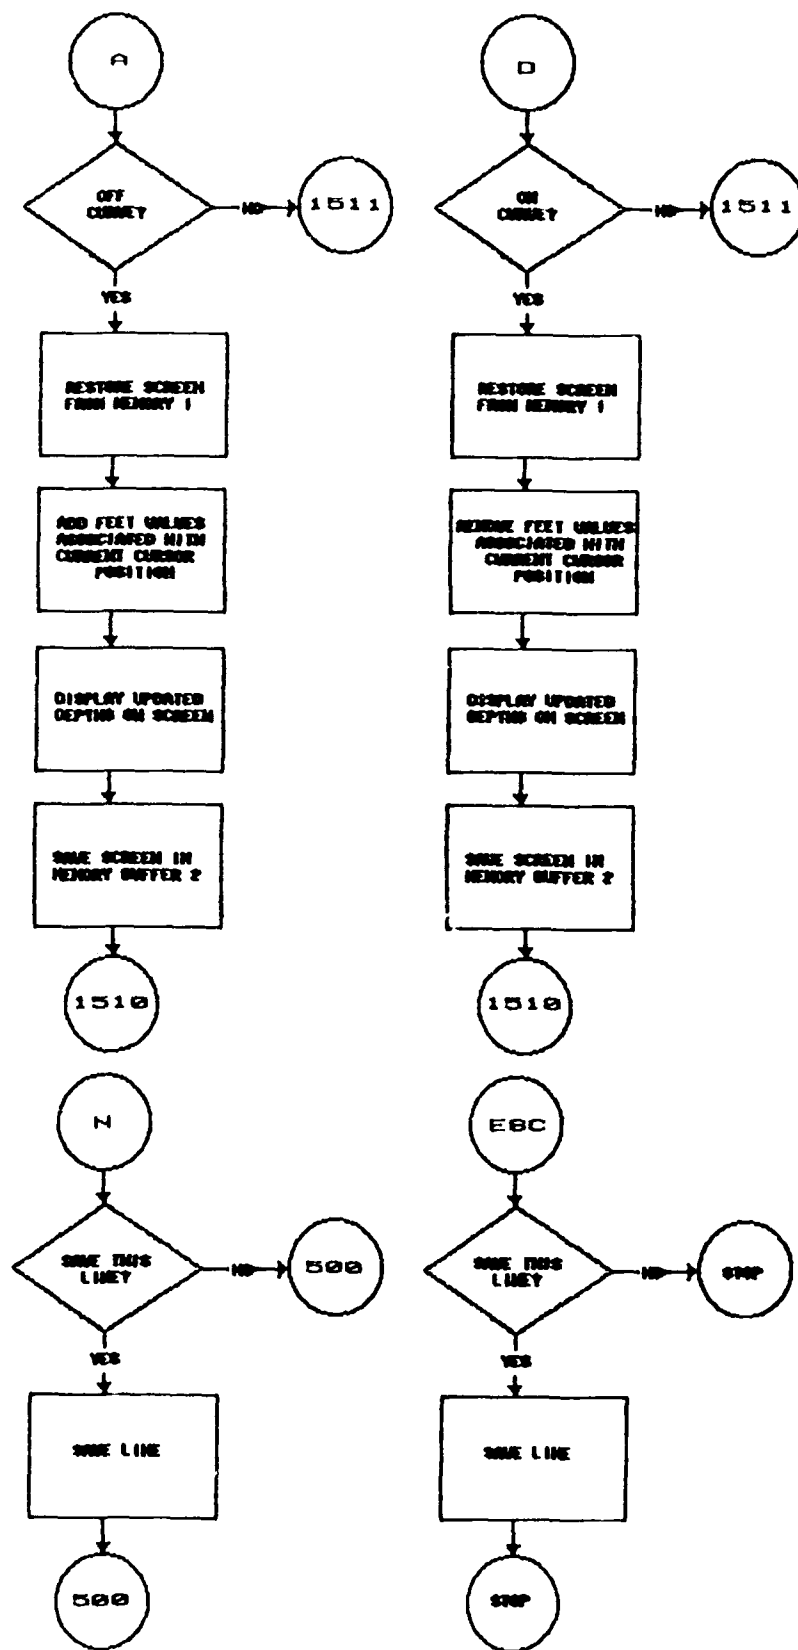 A
OFF
CURVE?
NO
1511
YES
RESTORE SCREEN
FROM MEMORY 1
ADD FEET VALUES
ASSOCIATED WITH
CURRENT CURSOR
POSITION
DISPLAY UPDATED
DEPTHS ON SCREEN
SAVE SCREEN IN
MEMORY BUFFER 2
1510
D
ON
CURVE?
NO
1511
YES
RESTORE SCREEN
FROM MEMORY 1
REMOVE FEET VALUES
ASSOCIATED WITH
CURRENT CURSOR
POSITION
DISPLAY UPDATED
DEPTHS ON SCREEN
SAVE SCREEN IN
MEMORY BUFFER 2
1510
N
SAVE THIS
LINE?
NO
500
YES
SAVE LINE
500
ESC
SAVE THIS
LINE?
NO
STOP
YES
SAVE LINE
STOP